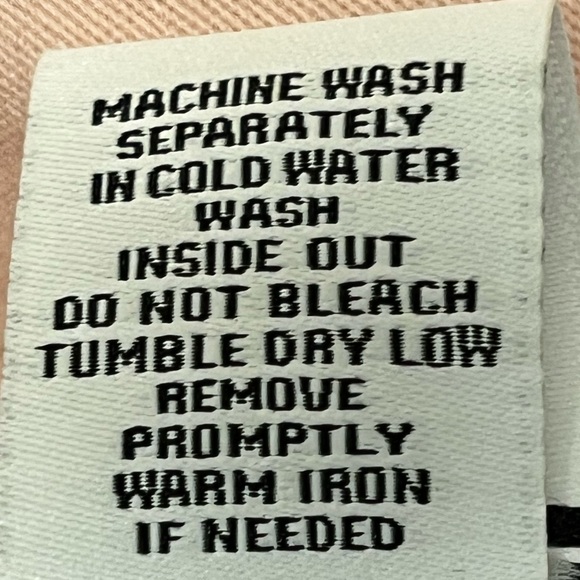 MACHINE WASH
SEPARATELY
IN COLD WATER
WASH
INSIDE OUT
DO NOT BLEACH
TUMBLE DRY LOW
REMOVE
PROMPTLY
WARM IRON
IF NEEDED